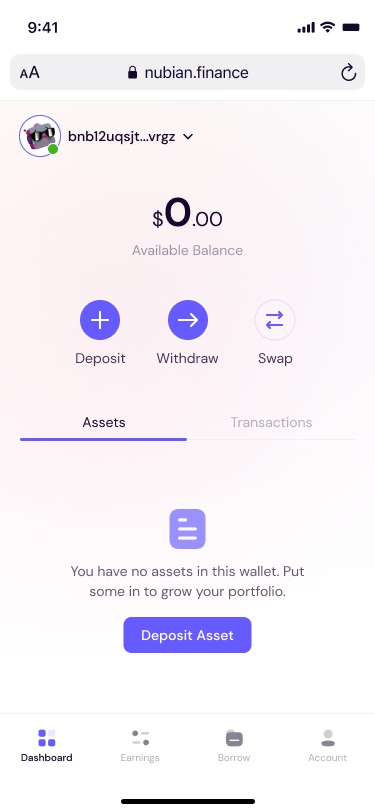 9:41
AA
nubian.finance
bnb12uqsjt...vrgz
$0.00
Available Balance
Deposit Withdraw Swap
Assets Transactions
You have no assets in this wallet. Put
some in to grow your portfolio.
Deposit Asset
Dashboard Earnings Borrow Account